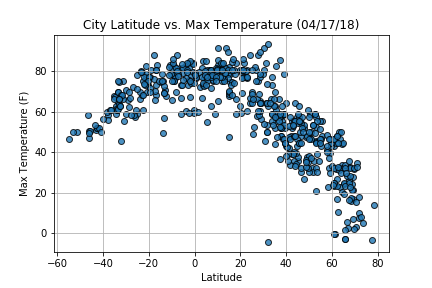 City Latitude vs. Max Temperature (04/17/18)
Max Temperature (F)
80
60
40
20
0
−60 −40 −20 0 20 40 60 80
Latitude